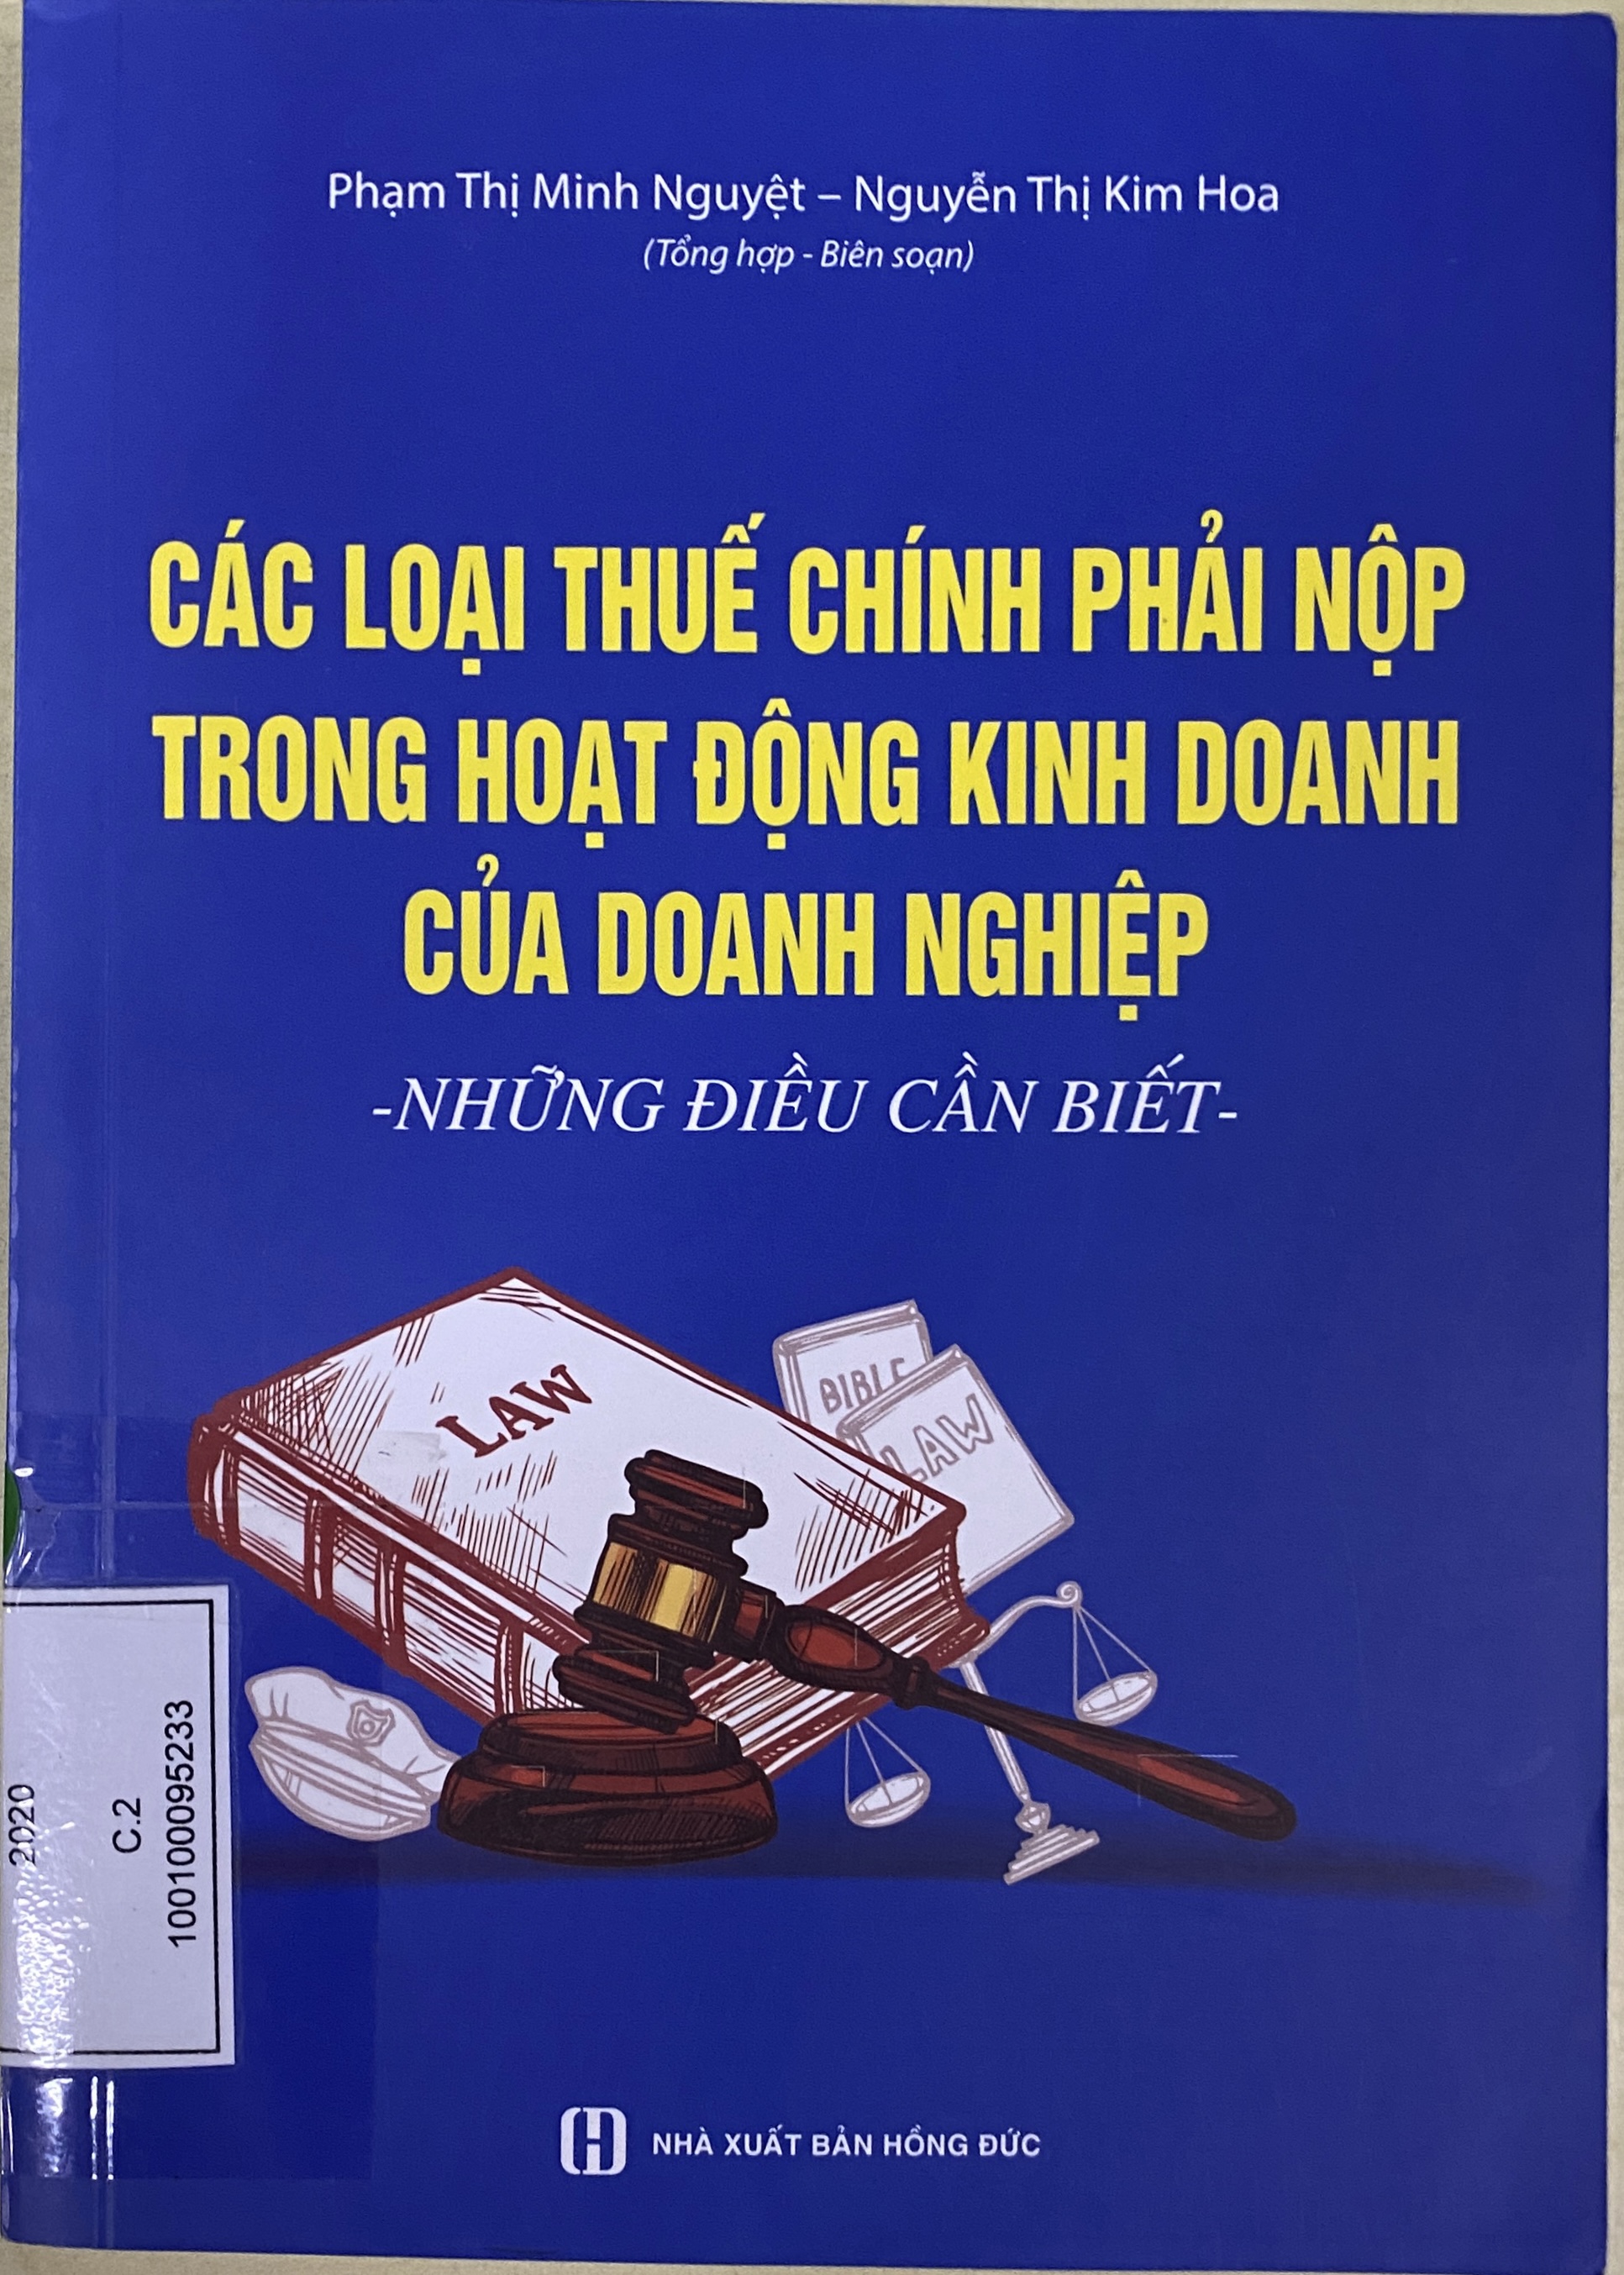 Phạm Thị Minh Nguyệt – Nguyễn Thị Kim Hoa
(Tổng hợp - Biên soạn)
CÁC LOẠI THUẾ CHÍNH PHẢI NỘP
TRONG HOẠT ĐỘNG KINH DOANH
CỦA DOANH NGHIỆP
-NHỮNG ĐIỀU CẦN BIẾT-
LAW
BIBLE
LAW
2020
C.2
100100095233
NHÀ XUẤT BẢN HỒNG ĐỨC